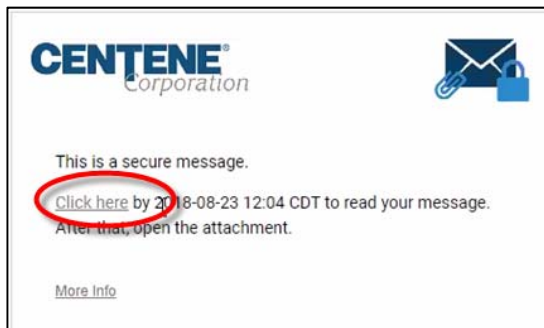 CENTENE®
Corporation
This is a secure message.
Click here by 2018-08-23 12:04 CDT to read your message.
After that, open the attachment.
More Info